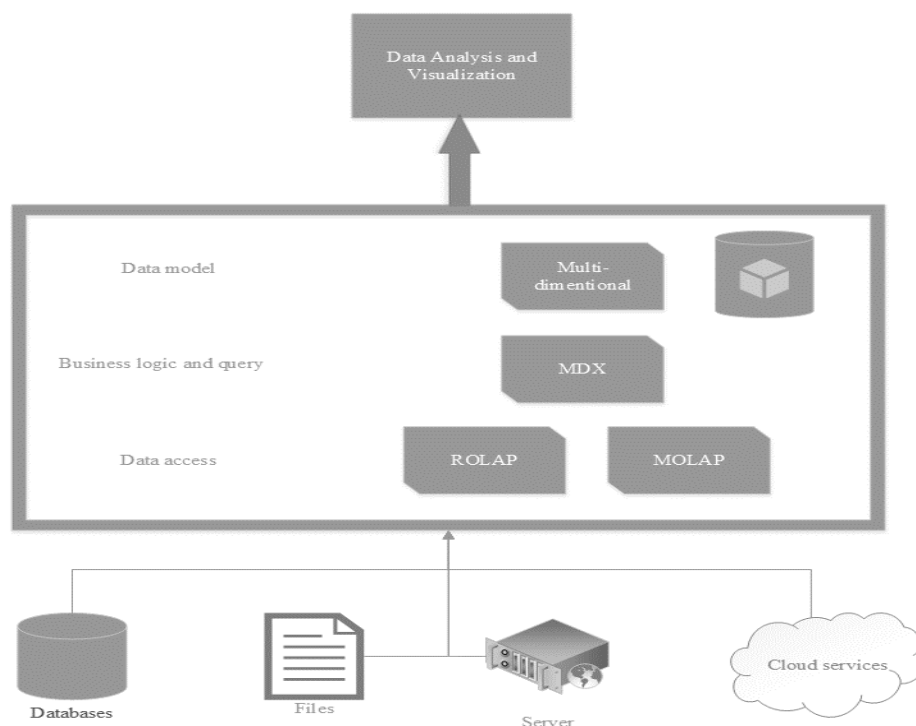 Data Analysis and
Visualization
Data model
Multi-
dimentional
Business logic and query
MDX
Data access
ROLAP
MOLAP
Databases
Files
Server
Cloud services